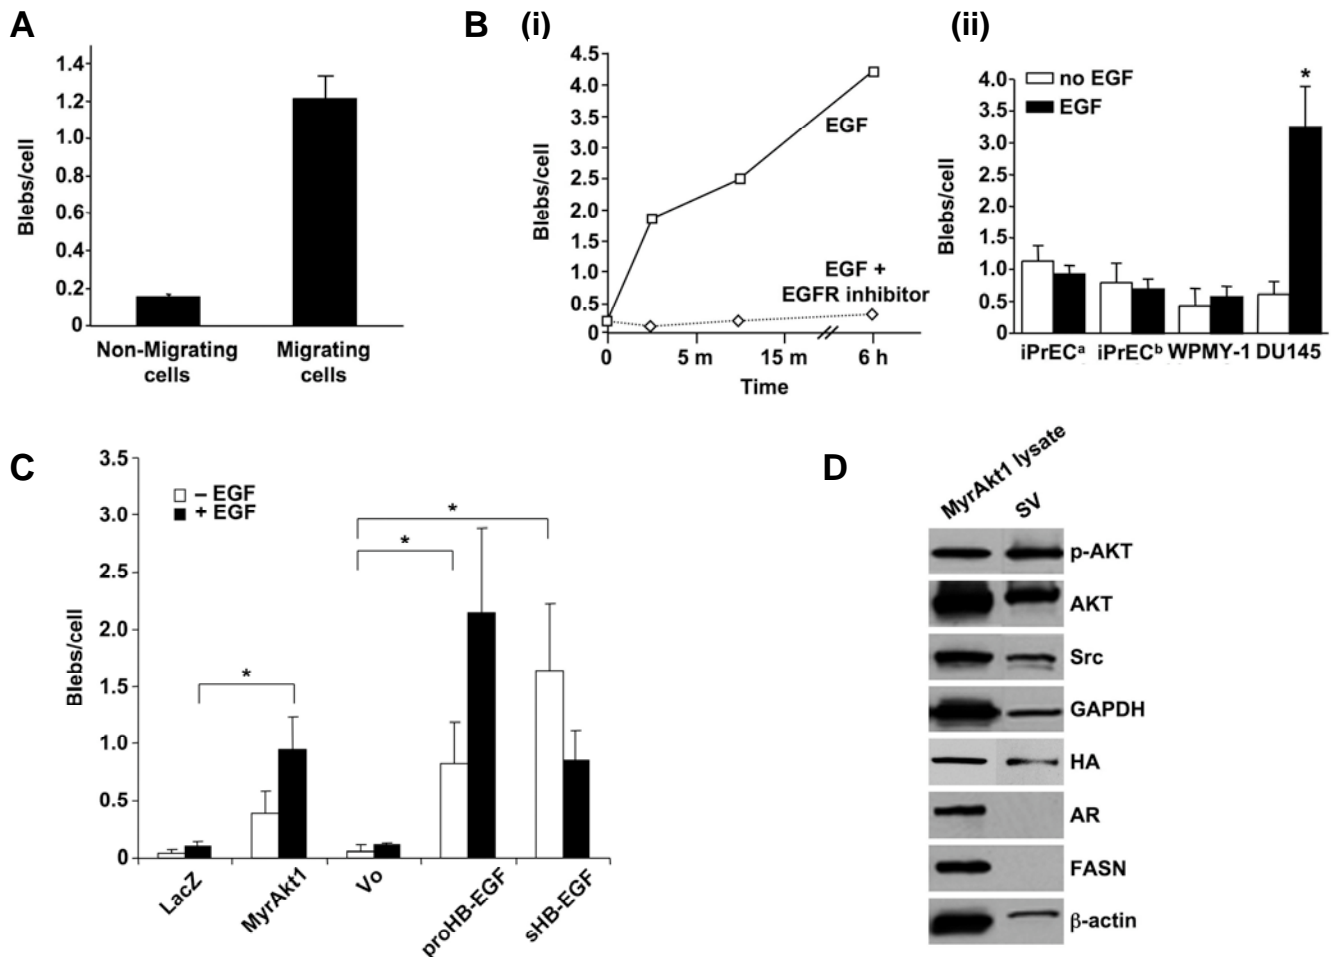 A
Blebs/cell
1.4
1.2
1.0
0.8
0.6
0.4
0.2
0
Non-Migrating
cells
Migrating
cells
B
(i)
Blebs/cell
4.5
4.0
3.5
3.0
2.5
2.0
1.5
1.0
0.5
0
EGF
EGF +
EGFR inhibitor
0
5 m
15 m
6 h
Time
(ii)
no EGF
EGF
Blebs/cell
4.0
3.5
3.0
2.5
2.0
1.5
1.0
0.5
0
*
iPrECᵃ
iPrECᵇ
WPMY-1
DU145
C
Blebs/cell
3.5
3.0
2.5
2.0
1.5
1.0
0.5
0
– EGF
+ EGF
*
*
*
LacZ
MyrAkt1
Vo
proHB-EGF
sHB-EGF
D
MyrAkt1 lysate
SV
p-AKT
AKT
Src
GAPDH
HA
AR
FASN
β-actin